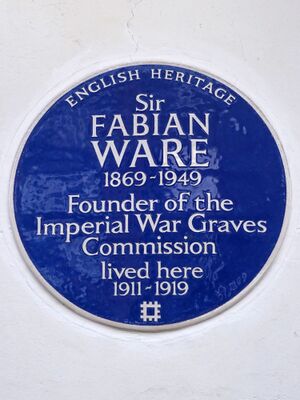 ENGLISH HERITAGE
Sir
FABIAN
WARE
1869-1949
Founder of the
Imperial War Graves
Commission
lived here
1911-1919